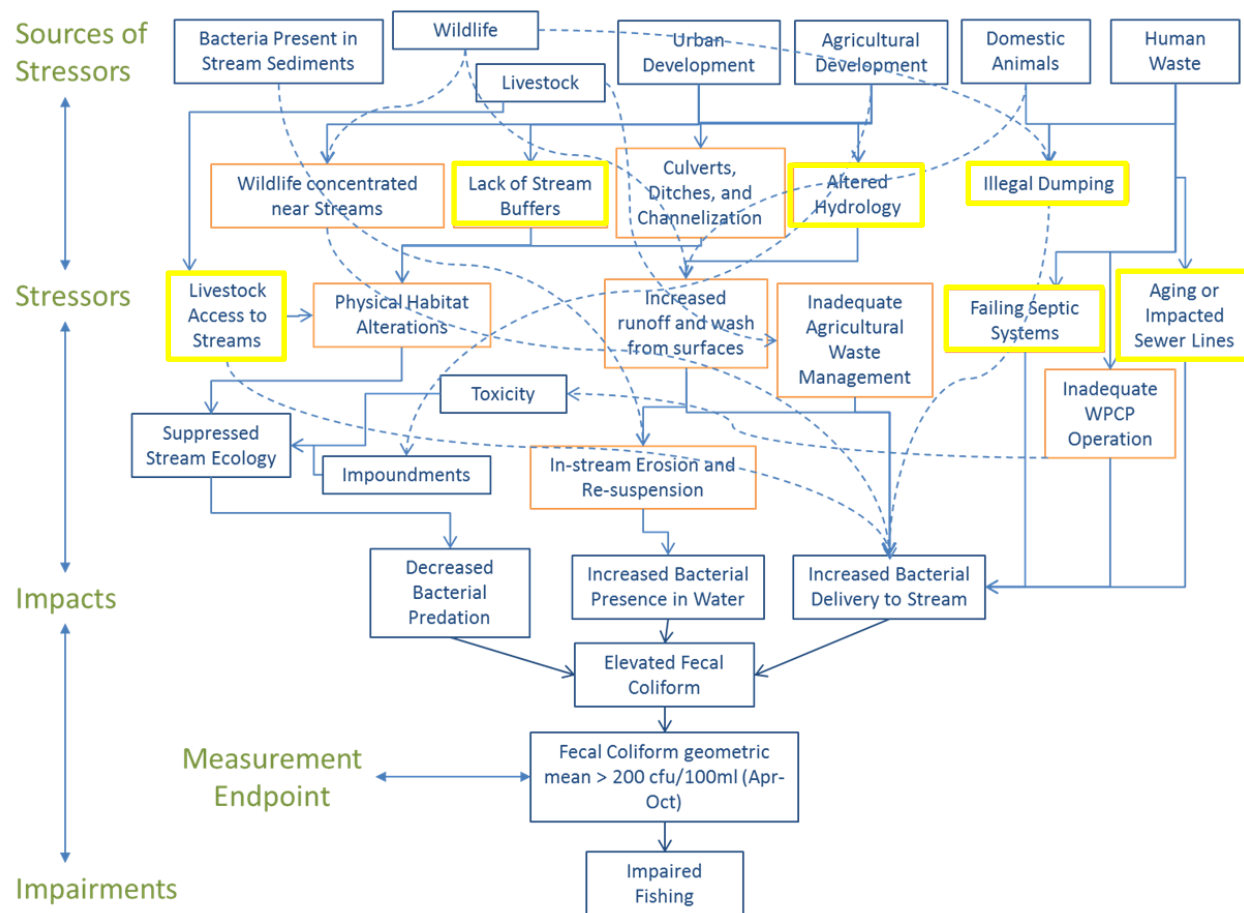 Sources of
Stressors
Bacteria Present in
Stream Sediments
Wildlife
Livestock
Urban
Development
Agricultural
Development
Domestic
Animals
Human
Waste
Wildlife concentrated
near Streams
Lack of Stream
Buffers
Culverts,
Ditches, and
Channelization
Altered
Hydrology
Illegal Dumping
Stressors
Livestock
Access to
Streams
Physical Habitat
Alterations
Increased
runoff and wash
from surfaces
Inadequate
Agricultural
Waste
Management
Failing Septic
Systems
Aging or
Impacted
Sewer Lines
Toxicity
Inadequate
WPCP
Operation
Suppressed
Stream Ecology
Impoundments
In-stream Erosion and
Re-suspension
Impacts
Decreased
Bacterial
Predation
Increased Bacterial
Presence in Water
Increased Bacterial
Delivery to Stream
Elevated Fecal
Coliform
Measurement
Endpoint
Fecal Coliform geometric
mean > 200 cfu/100ml (Apr-
Oct)
Impairments
Impaired
Fishing